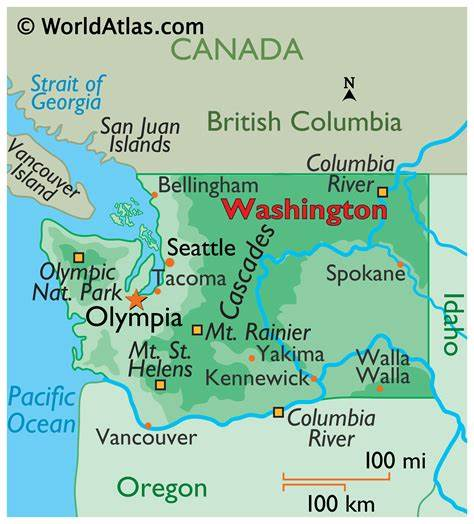 © WorldAtlas.com
CANADA
Strait of
Georgia
N
San Juan
Islands
British Columbia
Vancouver
Island
Columbia
River
Bellingham
Washington
Seattle
Cascades
Olympic
Nat. Park
Tacoma
Spokane
Idaho
Olympia
Mt. Rainier
Mt. St.
Helens
Yakima
Walla
Walla
Kennewick
Pacific
Ocean
Vancouver
Columbia
River
Oregon
100 mi
100 km